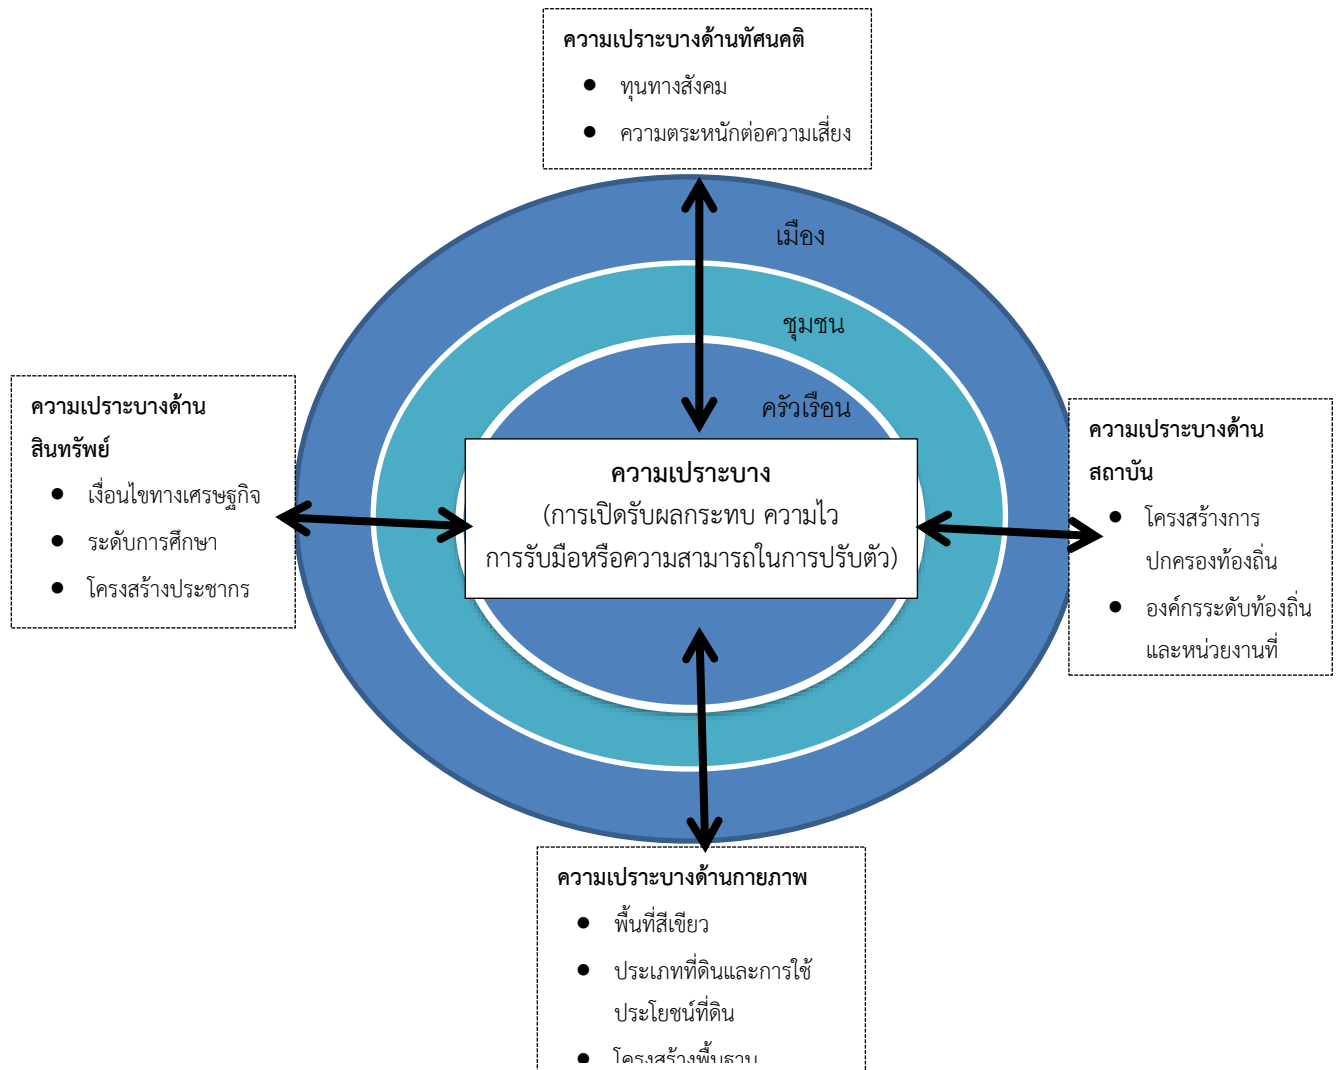 ความเปราะบางด้านทัศนคติ
● ทุนทางสังคม
● ความตระหนักต่อความเสี่ยง
เมือง
ชุมชน
ครัวเรือน
ความเปราะบางด้าน
สินทรัพย์
● เงื่อนไขทางเศรษฐกิจ
● ระดับการศึกษา
● โครงสร้างประชากร
ความเปราะบาง
(การเปิดรับผลกระทบ ความไว
การรับมือหรือความสามารถในการปรับตัว)
ความเปราะบางด้าน
สถาบัน
● โครงสร้างการ
ปกครองท้องถิ่น
● องค์กรระดับท้องถิ่น
และหน่วยงานที่
ความเปราะบางด้านกายภาพ
● พื้นที่สีเขียว
● ประเภทที่ดินและการใช้
ประโยชน์ที่ดิน
● โครงสร้างพื้นฐาน